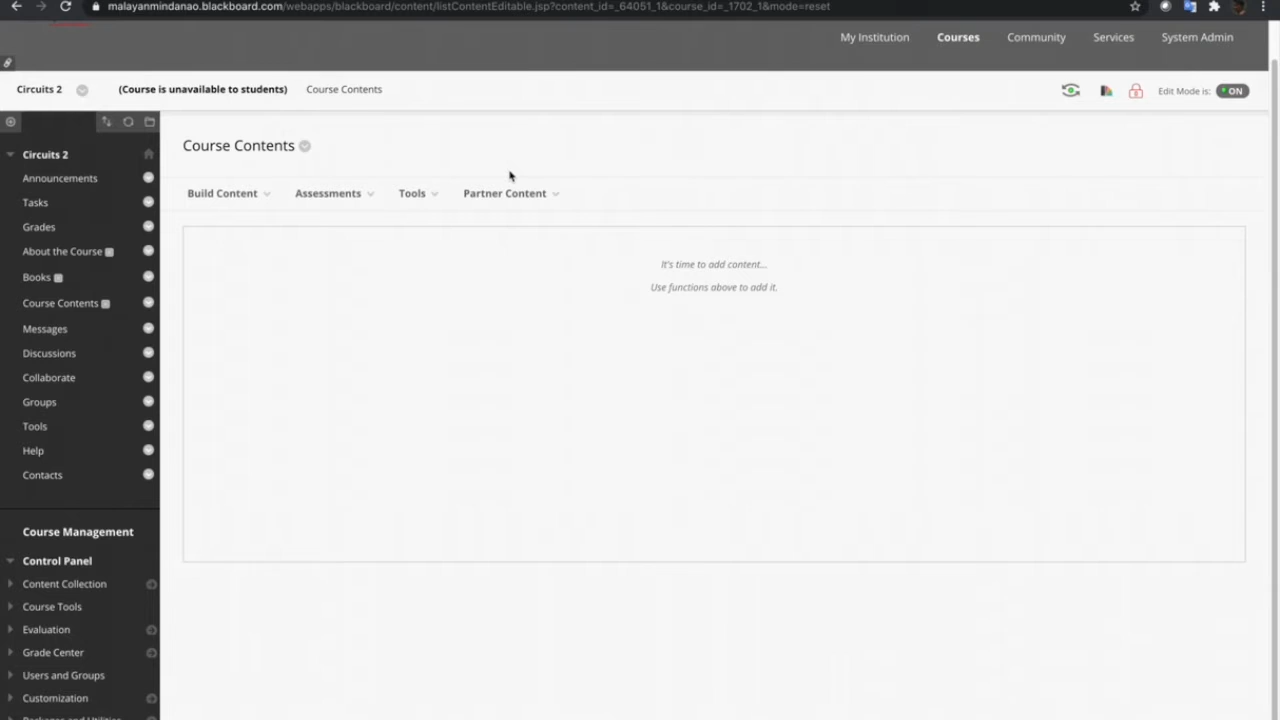 malayanmindanao.blackboard.com/webapps/blackboard/content/listContentEditable.jsp?content_id=_64051_1&course_id=_1702_1&mode=reset
My Institution Courses Community Services System Admin
Circuits 2 (Course is unavailable to students) Course Contents Edit Mode is: ON
Course Contents
Build Content Assessments Tools Partner Content
It's time to add content...
Use functions above to add it.
Circuits 2
Announcements
Tasks
Grades
About the Course
Books
Course Contents
Messages
Discussions
Collaborate
Groups
Tools
Help
Contacts
Course Management
Control Panel
Content Collection
Course Tools
Evaluation
Grade Center
Users and Groups
Customization
Packages and Utilities